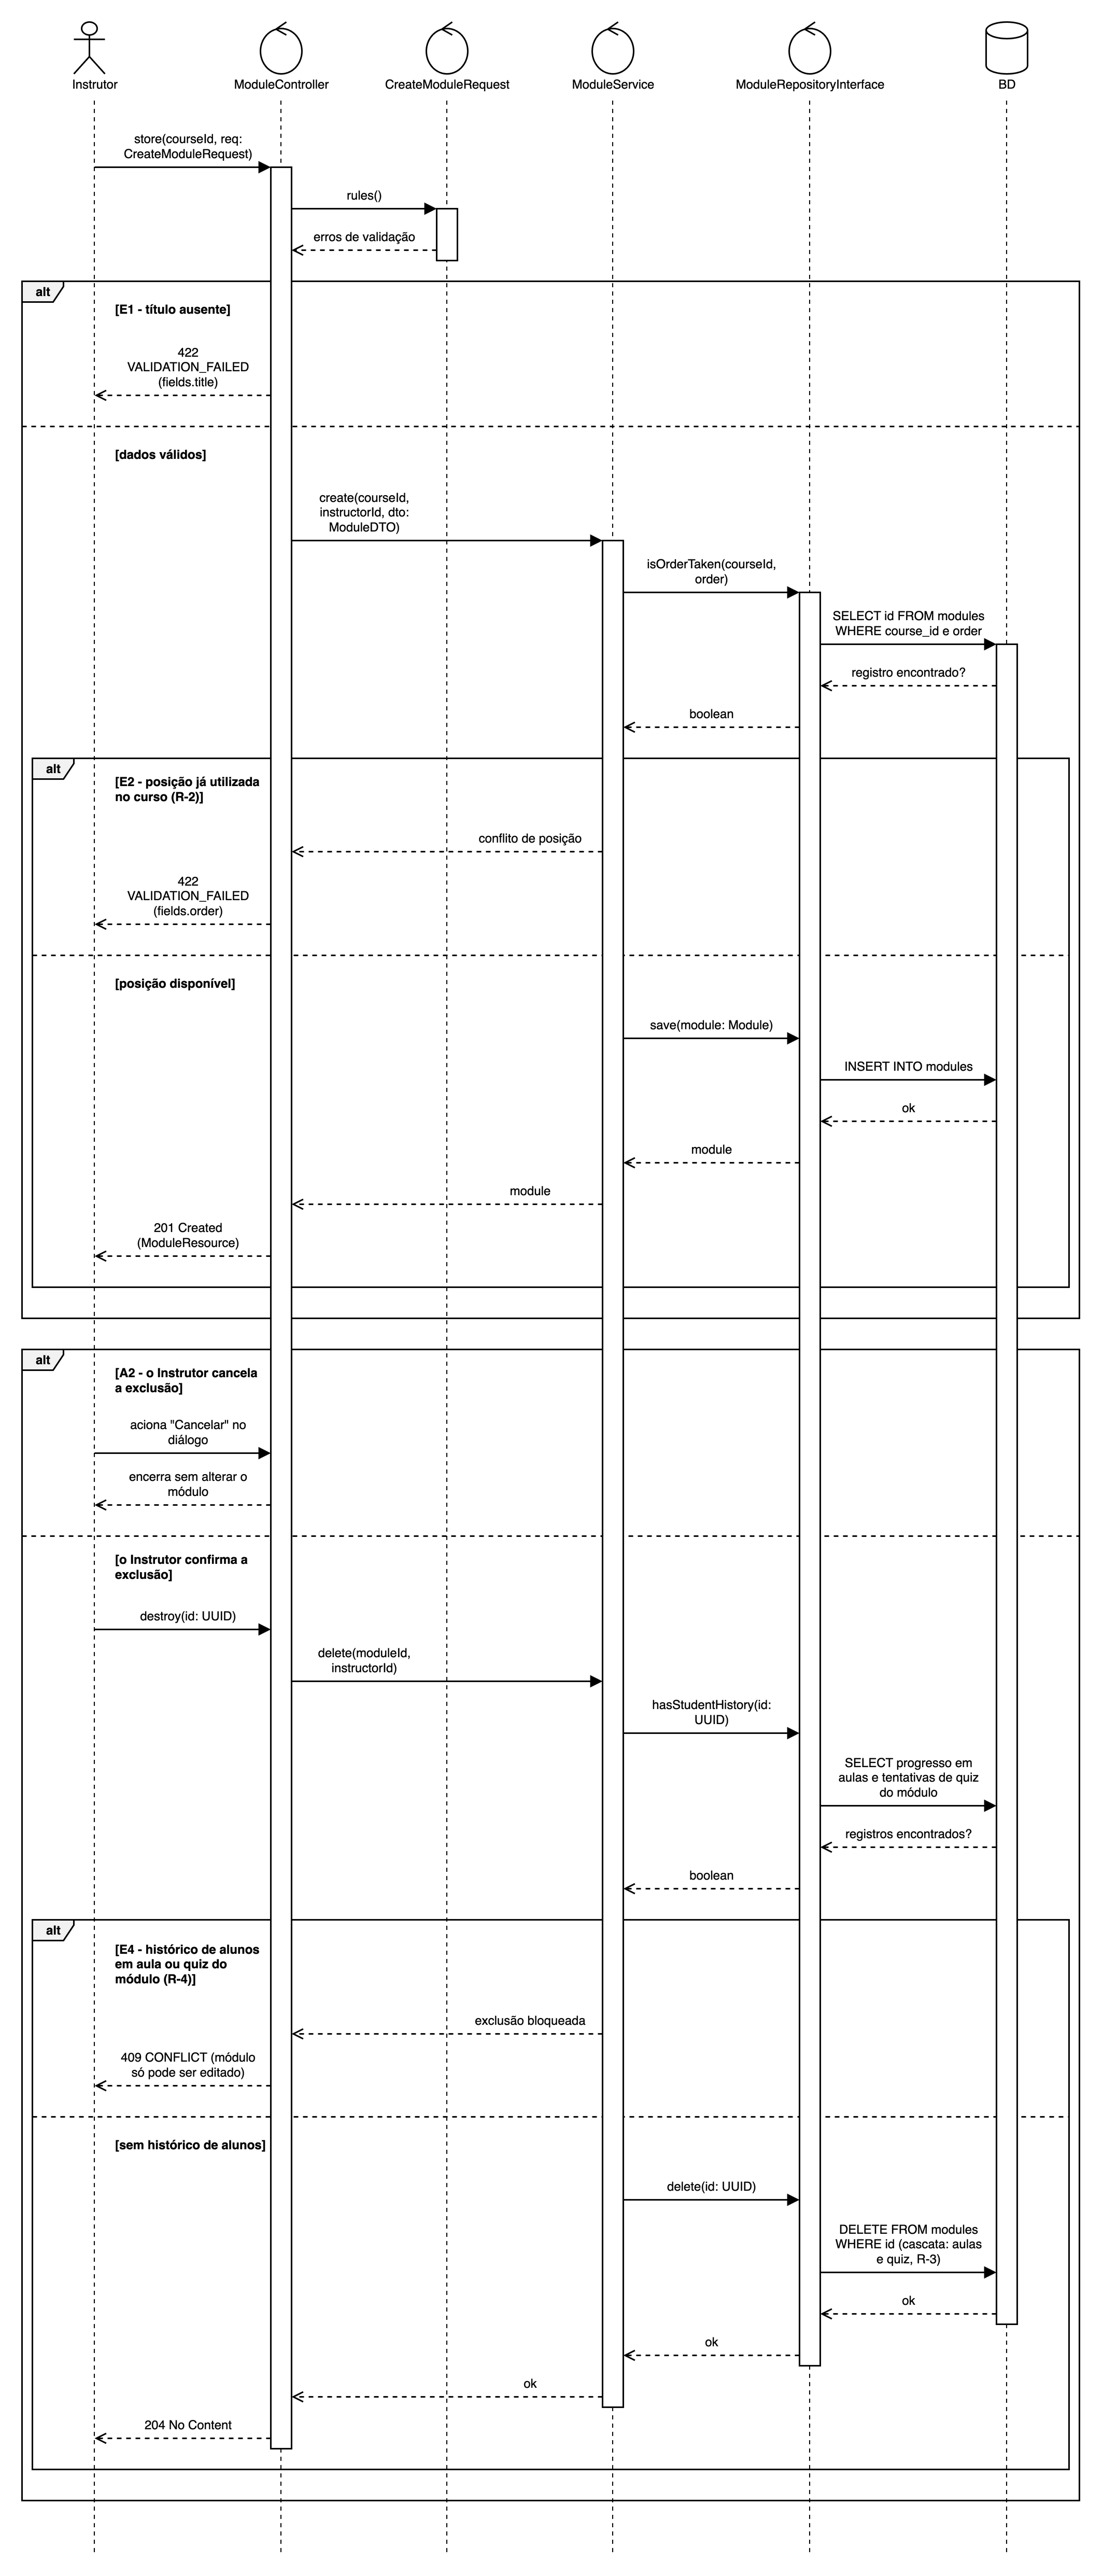 Instrutor
ModuleController
CreateModuleRequest
ModuleService
ModuleRepositoryInterface
BD
store(courseId, req:
CreateModuleRequest)
rules()
erros de validação
alt
[E1 - título ausente]
422
VALIDATION_FAILED
(fields.title)
[dados válidos]
create(courseId,
instructorId, dto:
ModuleDTO)
isOrderTaken(courseId,
order)
SELECT id FROM modules
WHERE course_id e order
registro encontrado?
boolean
alt
[E2 - posição já utilizada
no curso (R-2)]
conflito de posição
422
VALIDATION_FAILED
(fields.order)
[posição disponível]
save(module: Module)
INSERT INTO modules
ok
module
module
201 Created
(ModuleResource)
alt
[A2 - o Instrutor cancela
a exclusão]
aciona "Cancelar" no
diálogo
encerra sem alterar o
módulo
[o Instrutor confirma a
exclusão]
destroy(id: UUID)
delete(moduleId,
instructorId)
hasStudentHistory(id:
UUID)
SELECT progresso em
aulas e tentativas de quiz
do módulo
registros encontrados?
boolean
alt
[E4 - histórico de alunos
em aula ou quiz do
módulo (R-4)]
exclusão bloqueada
409 CONFLICT (módulo
só pode ser editado)
[sem histórico de alunos]
delete(id: UUID)
DELETE FROM modules
WHERE id (cascata: aulas
e quiz, R-3)
ok
ok
ok
204 No Content